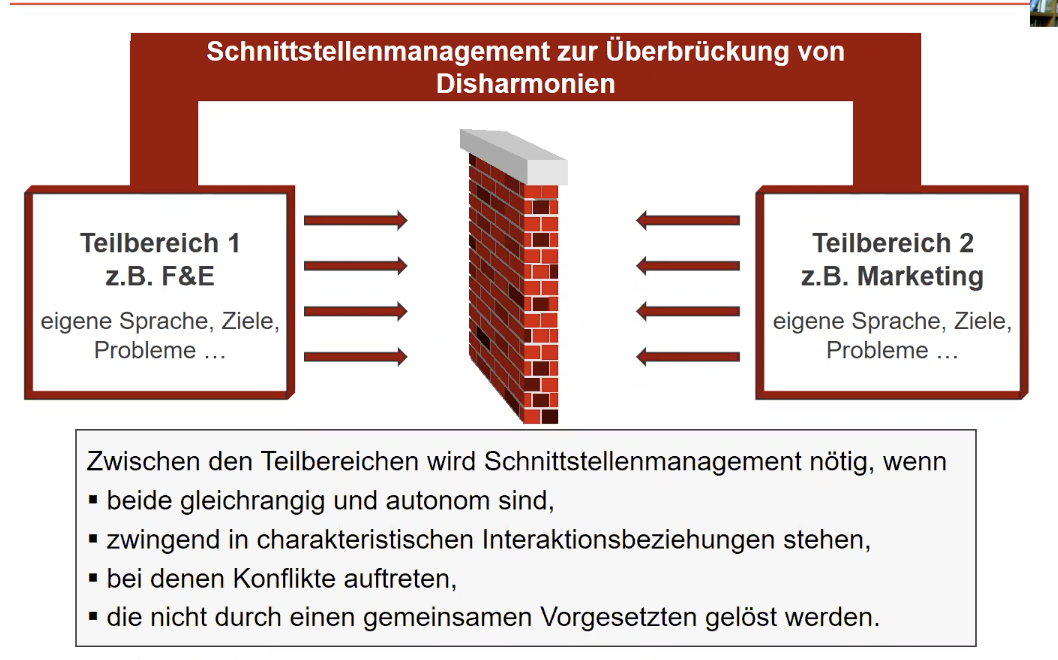 Schnittstellenmanagement zur Überbrückung von
Disharmonien
Teilbereich 1
z.B. F&E
eigene Sprache, Ziele,
Probleme …
Teilbereich 2
z.B. Marketing
eigene Sprache, Ziele,
Probleme …
Zwischen den Teilbereichen wird Schnittstellenmanagement nötig, wenn
▪ beide gleichrangig und autonom sind,
▪ zwingend in charakteristischen Interaktionsbeziehungen stehen,
▪ bei denen Konflikte auftreten,
▪ die nicht durch einen gemeinsamen Vorgesetzten gelöst werden.